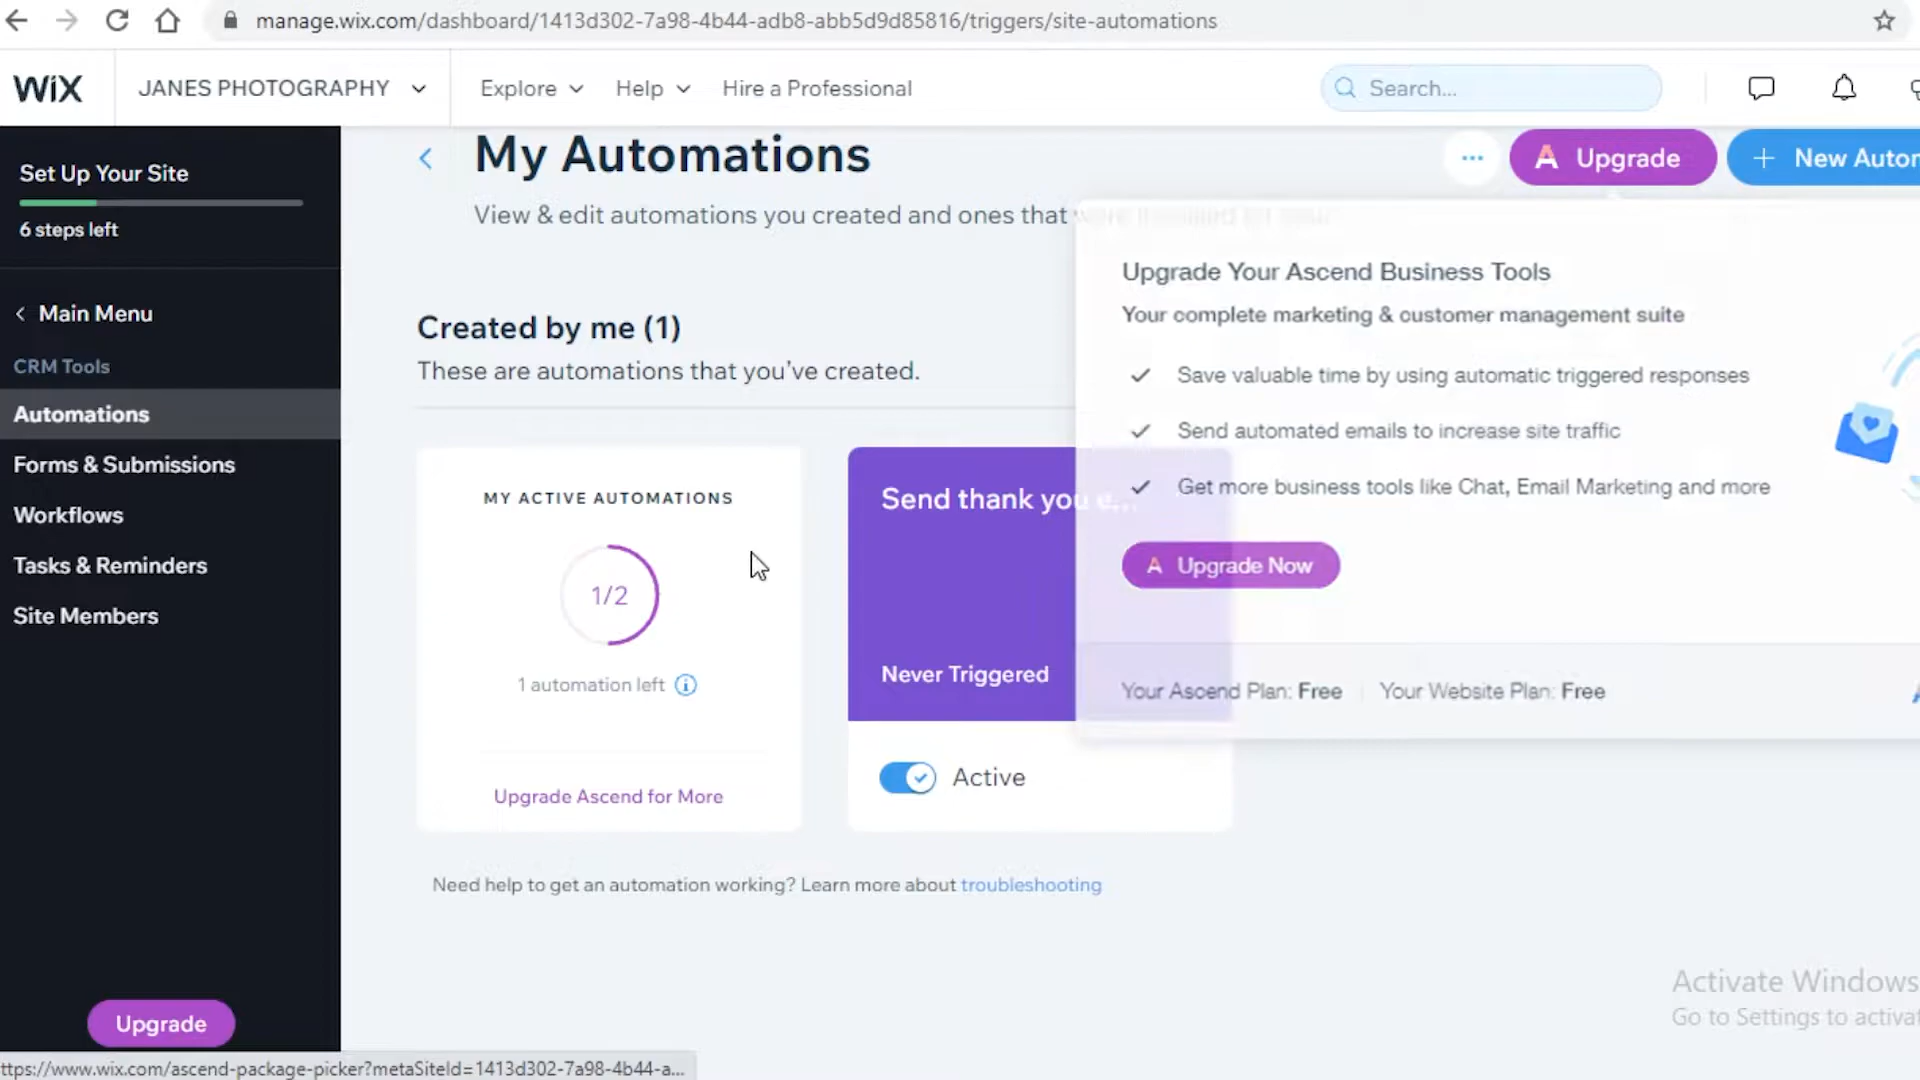 manage.wix.com/dashboard/1413d302-7a98-4b44-adb8-abb5d9d85816/triggers/site-automations
WiX
JANES PHOTOGRAPHY
Explore
Help
Hire a Professional
Search...
Set Up Your Site
6 steps left
Main Menu
CRM Tools
Automations
Forms & Submissions
Workflows
Tasks & Reminders
Site Members
Upgrade
My Automations
View & edit automations you created and ones that
Upgrade
+ New Autom
Created by me (1)
These are automations that you've created.
MY ACTIVE AUTOMATIONS
1/2
1 automation left
Upgrade Ascend for More
Send thank you e...
Never Triggered
Active
Upgrade Your Ascend Business Tools
Your complete marketing & customer management suite
Save valuable time by using automatic triggered responses
Send automated emails to increase site traffic
Get more business tools like Chat, Email Marketing and more
Upgrade Now
Your Ascend Plan: Free
Your Website Plan: Free
Need help to get an automation working? Learn more about troubleshooting
Activate Windows
Go to Settings to activat
ttps://www.wix.com/ascend-package-picker?metaSiteId=1413d302-7a98-4b44-a...